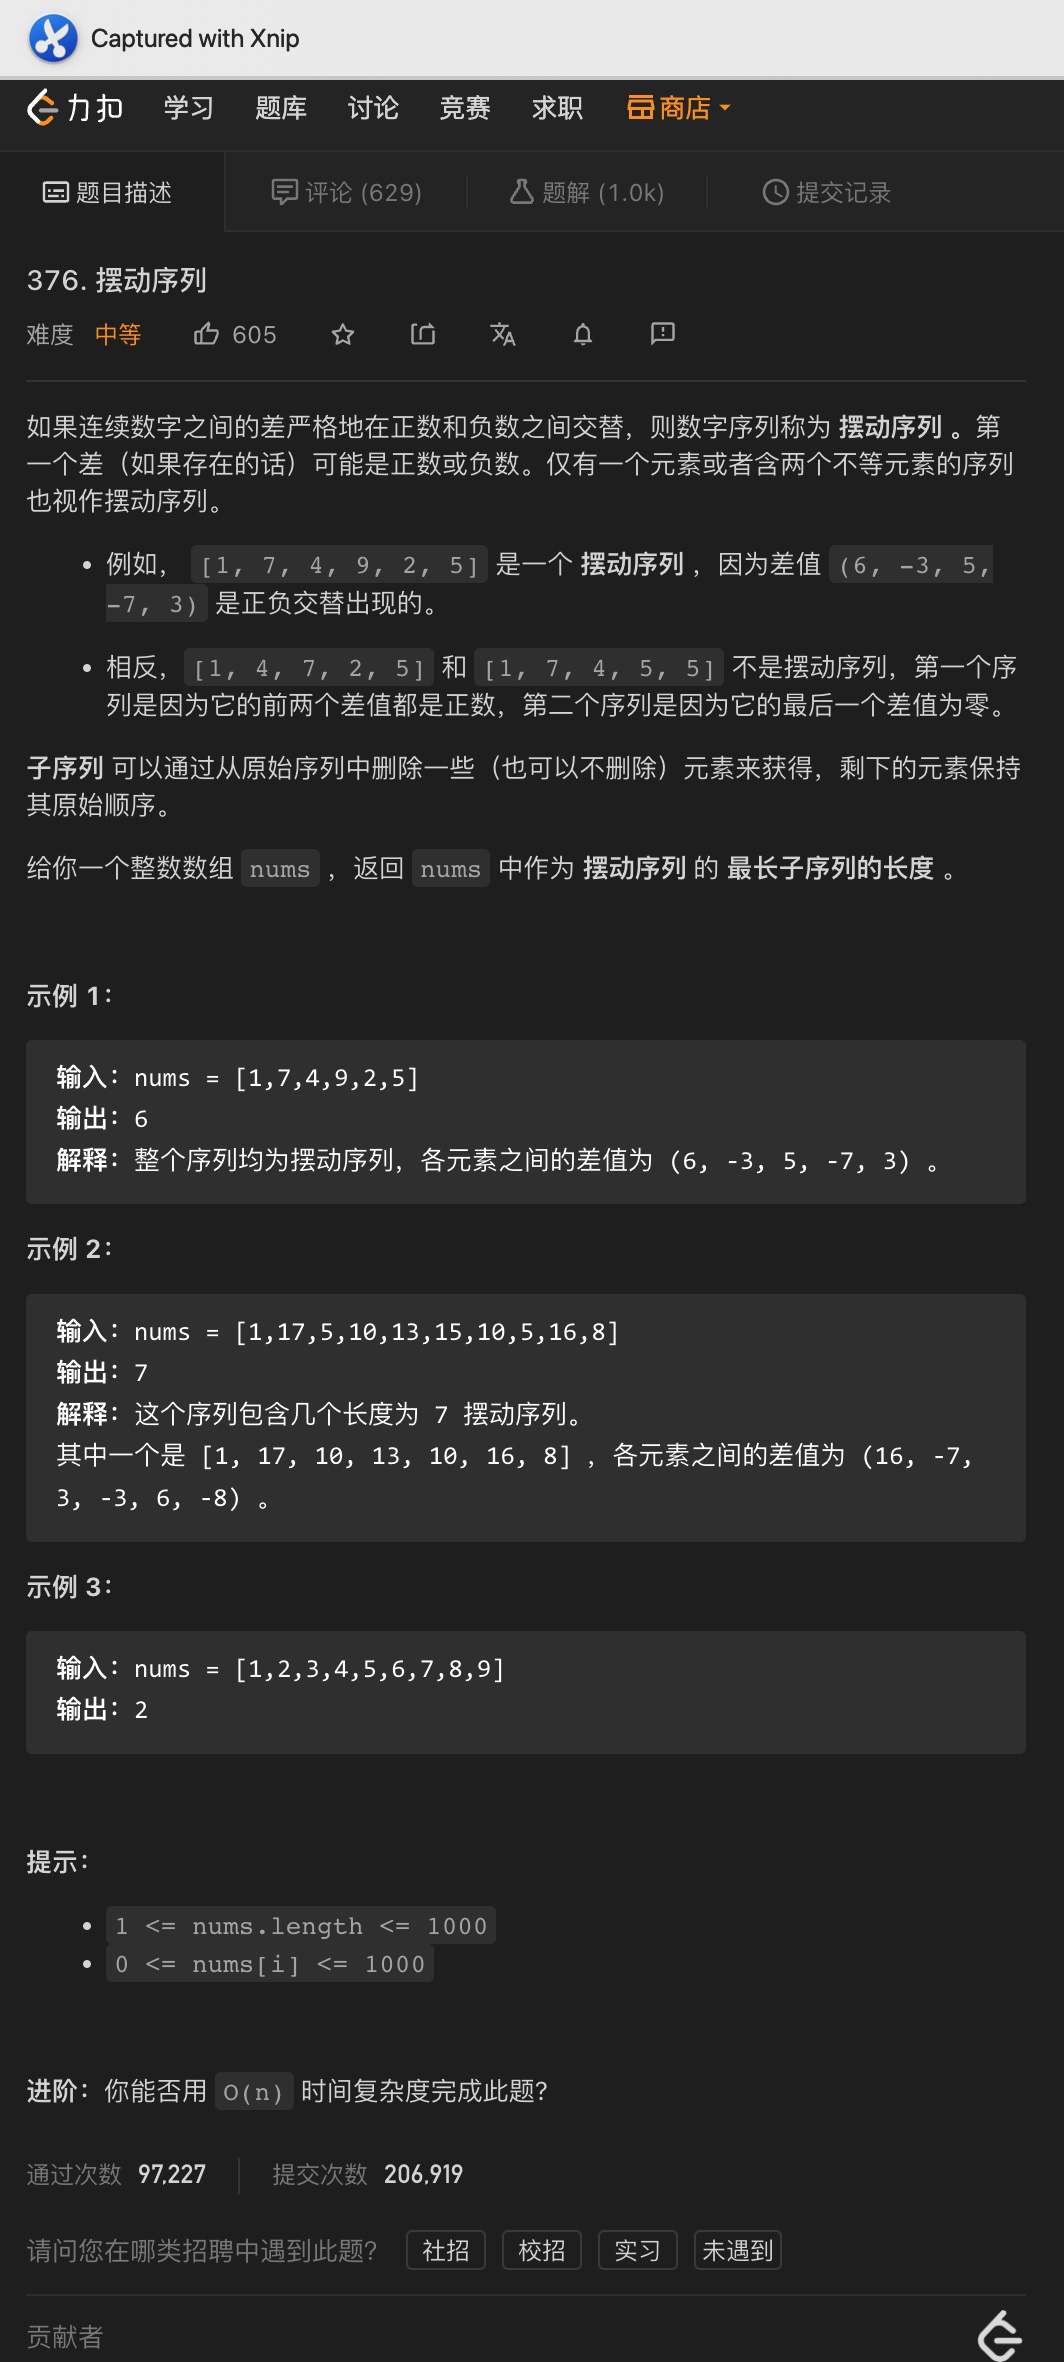 Captured with Xnip
力扣 学习 题库 讨论 竞赛 求职 商店
题目描述 评论 (629) 题解 (1.0k) 提交记录
376. 摆动序列
难度 中等 605
如果连续数字之间的差严格地在正数和负数之间交替，则数字序列称为 摆动序列 。第
一个差（如果存在的话）可能是正数或负数。仅有一个元素或者含两个不等元素的序列
也视作摆动序列。
• 例如， [1, 7, 4, 9, 2, 5] 是一个 摆动序列 ，因为差值 (6, -3, 5,
-7, 3) 是正负交替出现的。
• 相反， [1, 4, 7, 2, 5] 和 [1, 7, 4, 5, 5] 不是摆动序列，第一个序
列是因为它的前两个差值都是正数，第二个序列是因为它的最后一个差值为零。
子序列 可以通过从原始序列中删除一些（也可以不删除）元素来获得，剩下的元素保持
其原始顺序。
给你一个整数数组 nums ，返回 nums 中作为 摆动序列 的 最长子序列的长度 。
示例 1：
输入：nums = [1,7,4,9,2,5]
输出：6
解释：整个序列均为摆动序列，各元素之间的差值为 (6, -3, 5, -7, 3) 。
示例 2：
输入：nums = [1,17,5,10,13,15,10,5,16,8]
输出：7
解释：这个序列包含几个长度为 7 摆动序列。
其中一个是 [1, 17, 10, 13, 10, 16, 8] ，各元素之间的差值为 (16, -7,
3, -3, 6, -8) 。
示例 3：
输入：nums = [1,2,3,4,5,6,7,8,9]
输出：2
提示：
• 1 <= nums.length <= 1000
• 0 <= nums[i] <= 1000
进阶：你能否用 O(n) 时间复杂度完成此题?
通过次数 97,227 提交次数 206,919
请问您在哪类招聘中遇到此题? 社招 校招 实习 未遇到
贡献者